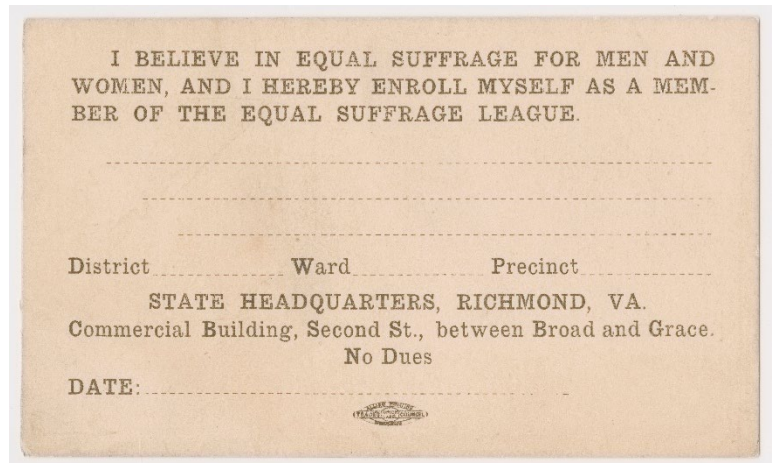 I BELIEVE IN EQUAL SUFFRAGE FOR MEN AND
WOMEN, AND I HEREBY ENROLL MYSELF AS A MEM-
BER OF THE EQUAL SUFFRAGE LEAGUE.
District Ward Precinct
STATE HEADQUARTERS, RICHMOND, VA.
Commercial Building, Second St., between Broad and Grace.
No Dues
DATE: